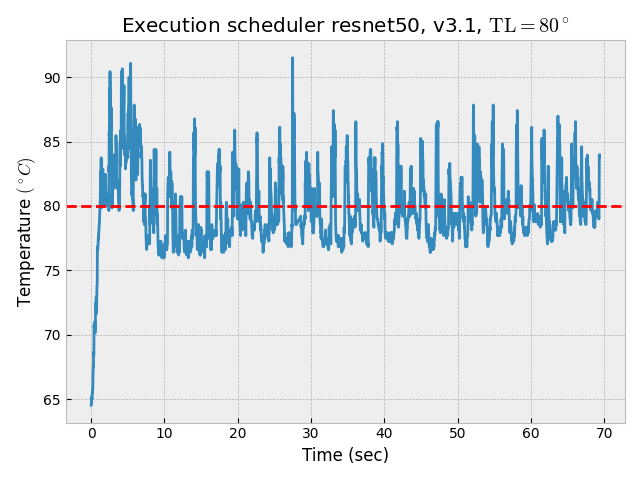 Execution scheduler resnet50, v3.1, TL = 80°
Temperature (°C)
90
85
80
75
70
65
0 10 20 30 40 50 60 70
Time (sec)